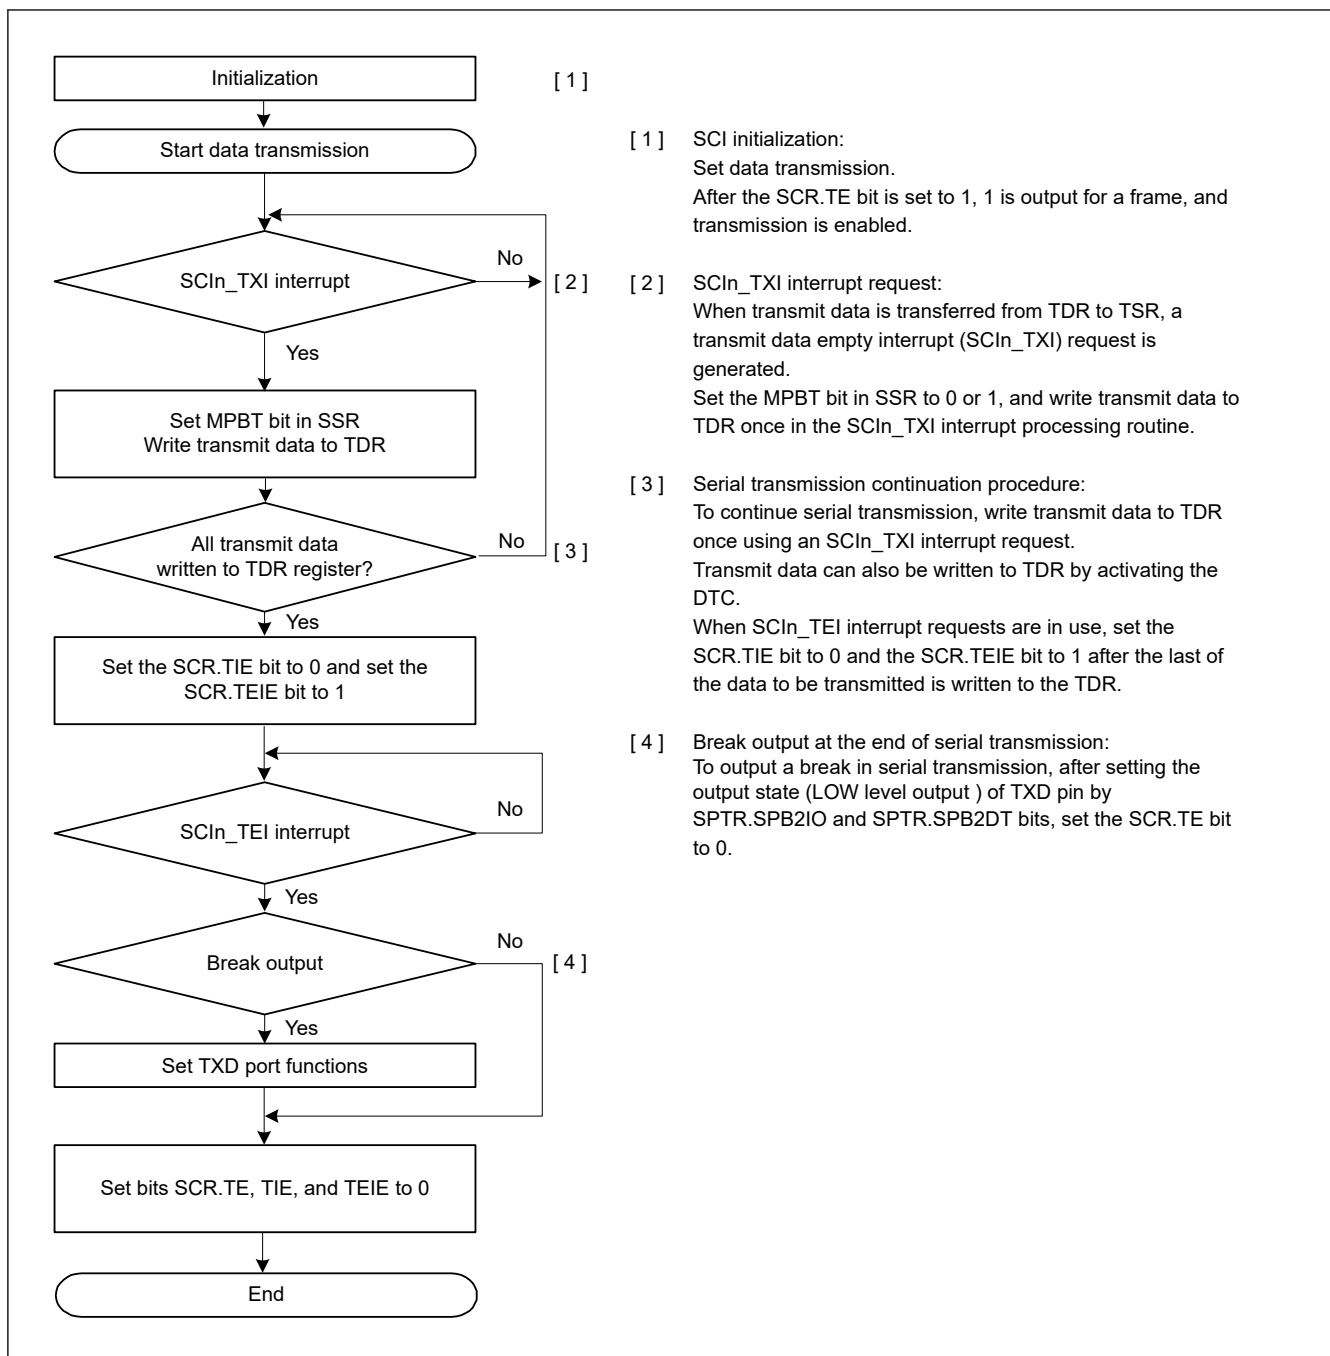 Initialization
[ 1 ]
Start data transmission
SCIn_TXI interrupt
No
[ 2 ]
Yes
Set MPBT bit in SSR
Write transmit data to TDR
All transmit data
written to TDR register?
No
[ 3 ]
Yes
Set the SCR.TIE bit to 0 and set the
SCR.TEIE bit to 1
SCIn_TEI interrupt
No
Yes
Break output
No
[ 4 ]
Yes
Set TXD port functions
Set bits SCR.TE, TIE, and TEIE to 0
End
[ 1 ] SCI initialization:
Set data transmission.
After the SCR.TE bit is set to 1, 1 is output for a frame, and
transmission is enabled.
[ 2 ] SCIn_TXI interrupt request:
When transmit data is transferred from TDR to TSR, a
transmit data empty interrupt (SCIn_TXI) request is
generated.
Set the MPBT bit in SSR to 0 or 1, and write transmit data to
TDR once in the SCIn_TXI interrupt processing routine.
[ 3 ] Serial transmission continuation procedure:
To continue serial transmission, write transmit data to TDR
once using an SCIn_TXI interrupt request.
Transmit data can also be written to TDR by activating the
DTC.
When SCIn_TEI interrupt requests are in use, set the
SCR.TIE bit to 0 and the SCR.TEIE bit to 1 after the last of
the data to be transmitted is written to the TDR.
[ 4 ] Break output at the end of serial transmission:
To output a break in serial transmission, after setting the
output state (LOW level output ) of TXD pin by
SPTR.SPB2IO and SPTR.SPB2DT bits, set the SCR.TE bit
to 0.